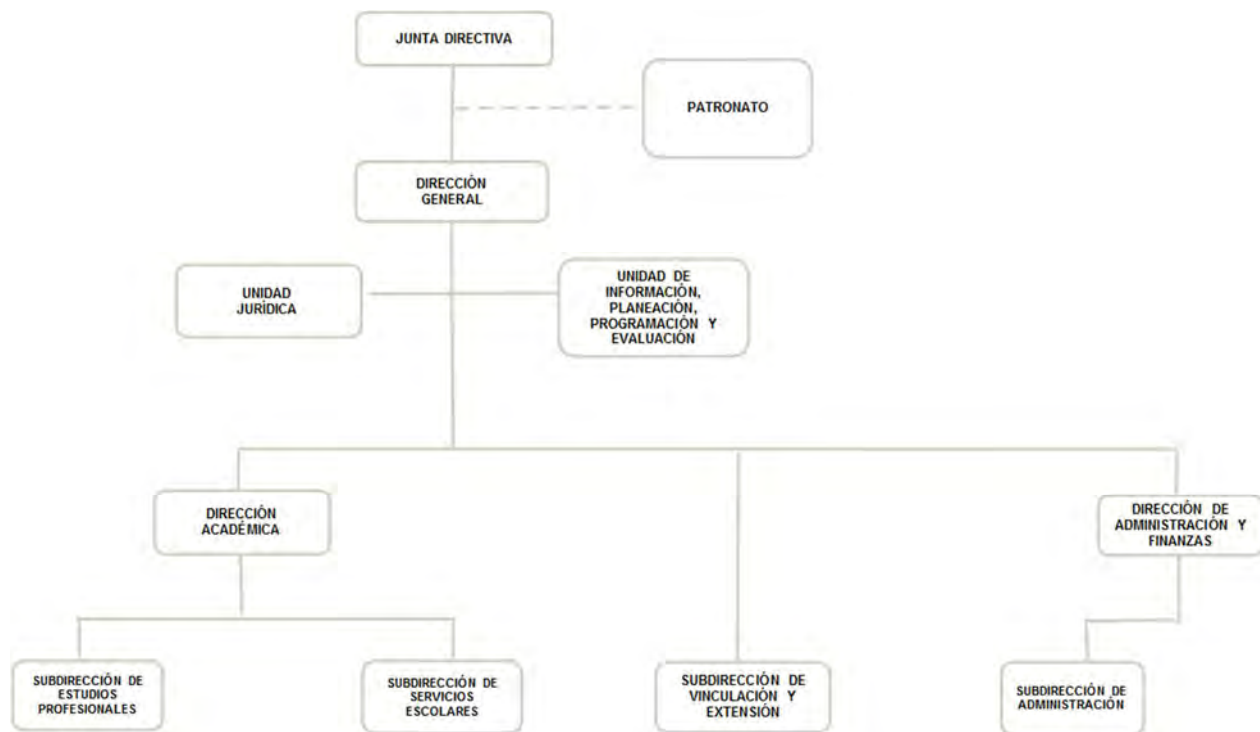 JUNTA DIRECTIVA
PATRONATO
DIRECCIÓN
GENERAL
UNIDAD
JURÍDICA
UNIDAD DE
INFORMACIÓN,
PLANEACIÓN,
PROGRAMACIÓN Y
EVALUACIÓN
DIRECCIÓN
ACADÉMICA
DIRECCIÓN DE
ADMINISTRACIÓN Y
FINANZAS
SUBDIRECCIÓN DE
ESTUDIOS
PROFESIONALES
SUBDIRECCIÓN DE
SERVICIOS
ESCOLARES
SUBDIRECCIÓN DE
VINCULACIÓN Y
EXTENSIÓN
SUBDIRECCIÓN DE
ADMINISTRACIÓN